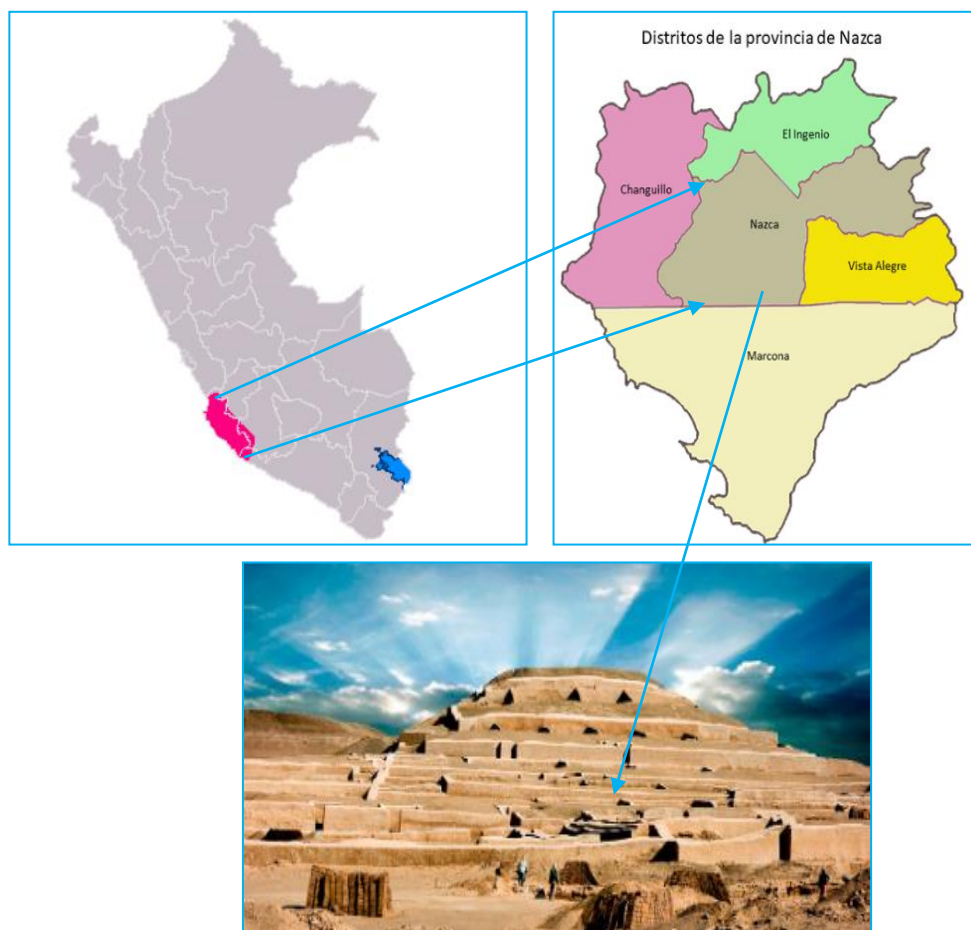 Distritos de la provincia de Nazca
El Ingenio
Changuillo
Nazca
Vista Alegre
Marcona